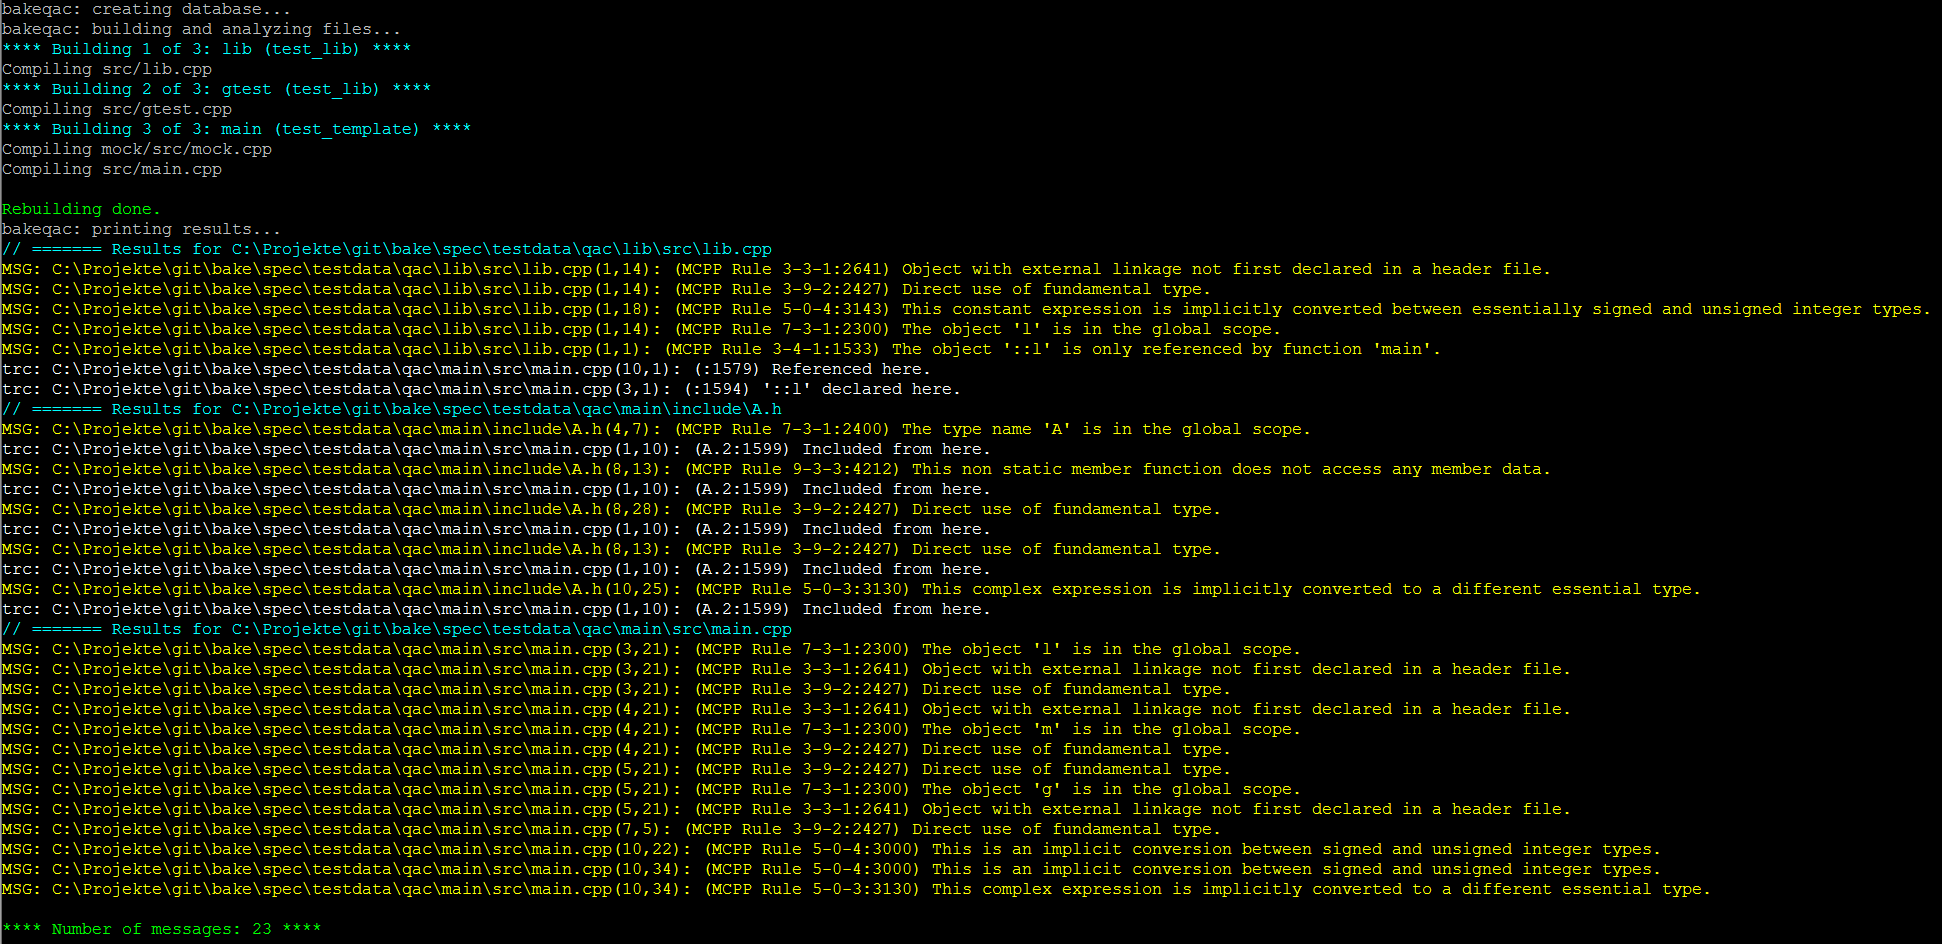 bakeqac: creating database...
bakeqac: building and analyzing files...
**** Building 1 of 3: lib (test_lib) ****
Compiling src/lib.cpp
**** Building 2 of 3: gtest (test_lib) ****
Compiling src/gtest.cpp
**** Building 3 of 3: main (test_template) ****
Compiling mock/src/mock.cpp
Compiling src/main.cpp
Rebuilding done.
bakeqac: printing results...
// ======= Results for C:\Projekte\git\bake\spec\testdata\qac\lib\src\lib.cpp
MSG: C:\Projekte\git\bake\spec\testdata\qac\lib\src\lib.cpp(1,14): (MCPP Rule 3-3-1:2641) Object with external linkage not first declared in a header file.
MSG: C:\Projekte\git\bake\spec\testdata\qac\lib\src\lib.cpp(1,14): (MCPP Rule 3-9-2:2427) Direct use of fundamental type.
MSG: C:\Projekte\git\bake\spec\testdata\qac\lib\src\lib.cpp(1,18): (MCPP Rule 5-0-4:3143) This constant expression is implicitly converted between essentially signed and unsigned integer types.
MSG: C:\Projekte\git\bake\spec\testdata\qac\lib\src\lib.cpp(1,14): (MCPP Rule 7-3-1:2300) The object 'l' is in the global scope.
MSG: C:\Projekte\git\bake\spec\testdata\qac\lib\src\lib.cpp(1,1): (MCPP Rule 3-4-1:1533) The object '::l' is only referenced by function 'main'.
trc: C:\Projekte\git\bake\spec\testdata\qac\main\src\main.cpp(10,1): (:1579) Referenced here.
trc: C:\Projekte\git\bake\spec\testdata\qac\main\src\main.cpp(3,1): (:1594) '::l' declared here.
// ======= Results for C:\Projekte\git\bake\spec\testdata\qac\main\include\A.h
MSG: C:\Projekte\git\bake\spec\testdata\qac\main\include\A.h(4,7): (MCPP Rule 7-3-1:2400) The type name 'A' is in the global scope.
trc: C:\Projekte\git\bake\spec\testdata\qac\main\src\main.cpp(1,10): (A.2:1599) Included from here.
MSG: C:\Projekte\git\bake\spec\testdata\qac\main\include\A.h(8,13): (MCPP Rule 9-3-3:4212) This non static member function does not access any member data.
trc: C:\Projekte\git\bake\spec\testdata\qac\main\src\main.cpp(1,10): (A.2:1599) Included from here.
MSG: C:\Projekte\git\bake\spec\testdata\qac\main\include\A.h(8,28): (MCPP Rule 3-9-2:2427) Direct use of fundamental type.
trc: C:\Projekte\git\bake\spec\testdata\qac\main\src\main.cpp(1,10): (A.2:1599) Included from here.
MSG: C:\Projekte\git\bake\spec\testdata\qac\main\include\A.h(8,13): (MCPP Rule 3-9-2:2427) Direct use of fundamental type.
trc: C:\Projekte\git\bake\spec\testdata\qac\main\src\main.cpp(1,10): (A.2:1599) Included from here.
MSG: C:\Projekte\git\bake\spec\testdata\qac\main\include\A.h(10,25): (MCPP Rule 5-0-3:3130) This complex expression is implicitly converted to a different essential type.
trc: C:\Projekte\git\bake\spec\testdata\qac\main\src\main.cpp(1,10): (A.2:1599) Included from here.
// ======= Results for C:\Projekte\git\bake\spec\testdata\qac\main\src\main.cpp
MSG: C:\Projekte\git\bake\spec\testdata\qac\main\src\main.cpp(3,21): (MCPP Rule 7-3-1:2300) The object 'l' is in the global scope.
MSG: C:\Projekte\git\bake\spec\testdata\qac\main\src\main.cpp(3,21): (MCPP Rule 3-3-1:2641) Object with external linkage not first declared in a header file.
MSG: C:\Projekte\git\bake\spec\testdata\qac\main\src\main.cpp(3,21): (MCPP Rule 3-9-2:2427) Direct use of fundamental type.
MSG: C:\Projekte\git\bake\spec\testdata\qac\main\src\main.cpp(4,21): (MCPP Rule 3-3-1:2641) Object with external linkage not first declared in a header file.
MSG: C:\Projekte\git\bake\spec\testdata\qac\main\src\main.cpp(4,21): (MCPP Rule 7-3-1:2300) The object 'm' is in the global scope.
MSG: C:\Projekte\git\bake\spec\testdata\qac\main\src\main.cpp(4,21): (MCPP Rule 3-9-2:2427) Direct use of fundamental type.
MSG: C:\Projekte\git\bake\spec\testdata\qac\main\src\main.cpp(5,21): (MCPP Rule 3-9-2:2427) Direct use of fundamental type.
MSG: C:\Projekte\git\bake\spec\testdata\qac\main\src\main.cpp(5,21): (MCPP Rule 7-3-1:2300) The object 'g' is in the global scope.
MSG: C:\Projekte\git\bake\spec\testdata\qac\main\src\main.cpp(5,21): (MCPP Rule 3-3-1:2641) Object with external linkage not first declared in a header file.
MSG: C:\Projekte\git\bake\spec\testdata\qac\main\src\main.cpp(7,5): (MCPP Rule 3-9-2:2427) Direct use of fundamental type.
MSG: C:\Projekte\git\bake\spec\testdata\qac\main\src\main.cpp(10,22): (MCPP Rule 5-0-4:3000) This is an implicit conversion between signed and unsigned integer types.
MSG: C:\Projekte\git\bake\spec\testdata\qac\main\src\main.cpp(10,34): (MCPP Rule 5-0-4:3000) This is an implicit conversion between signed and unsigned integer types.
MSG: C:\Projekte\git\bake\spec\testdata\qac\main\src\main.cpp(10,34): (MCPP Rule 5-0-3:3130) This complex expression is implicitly converted to a different essential type.
**** Number of messages: 23 ****